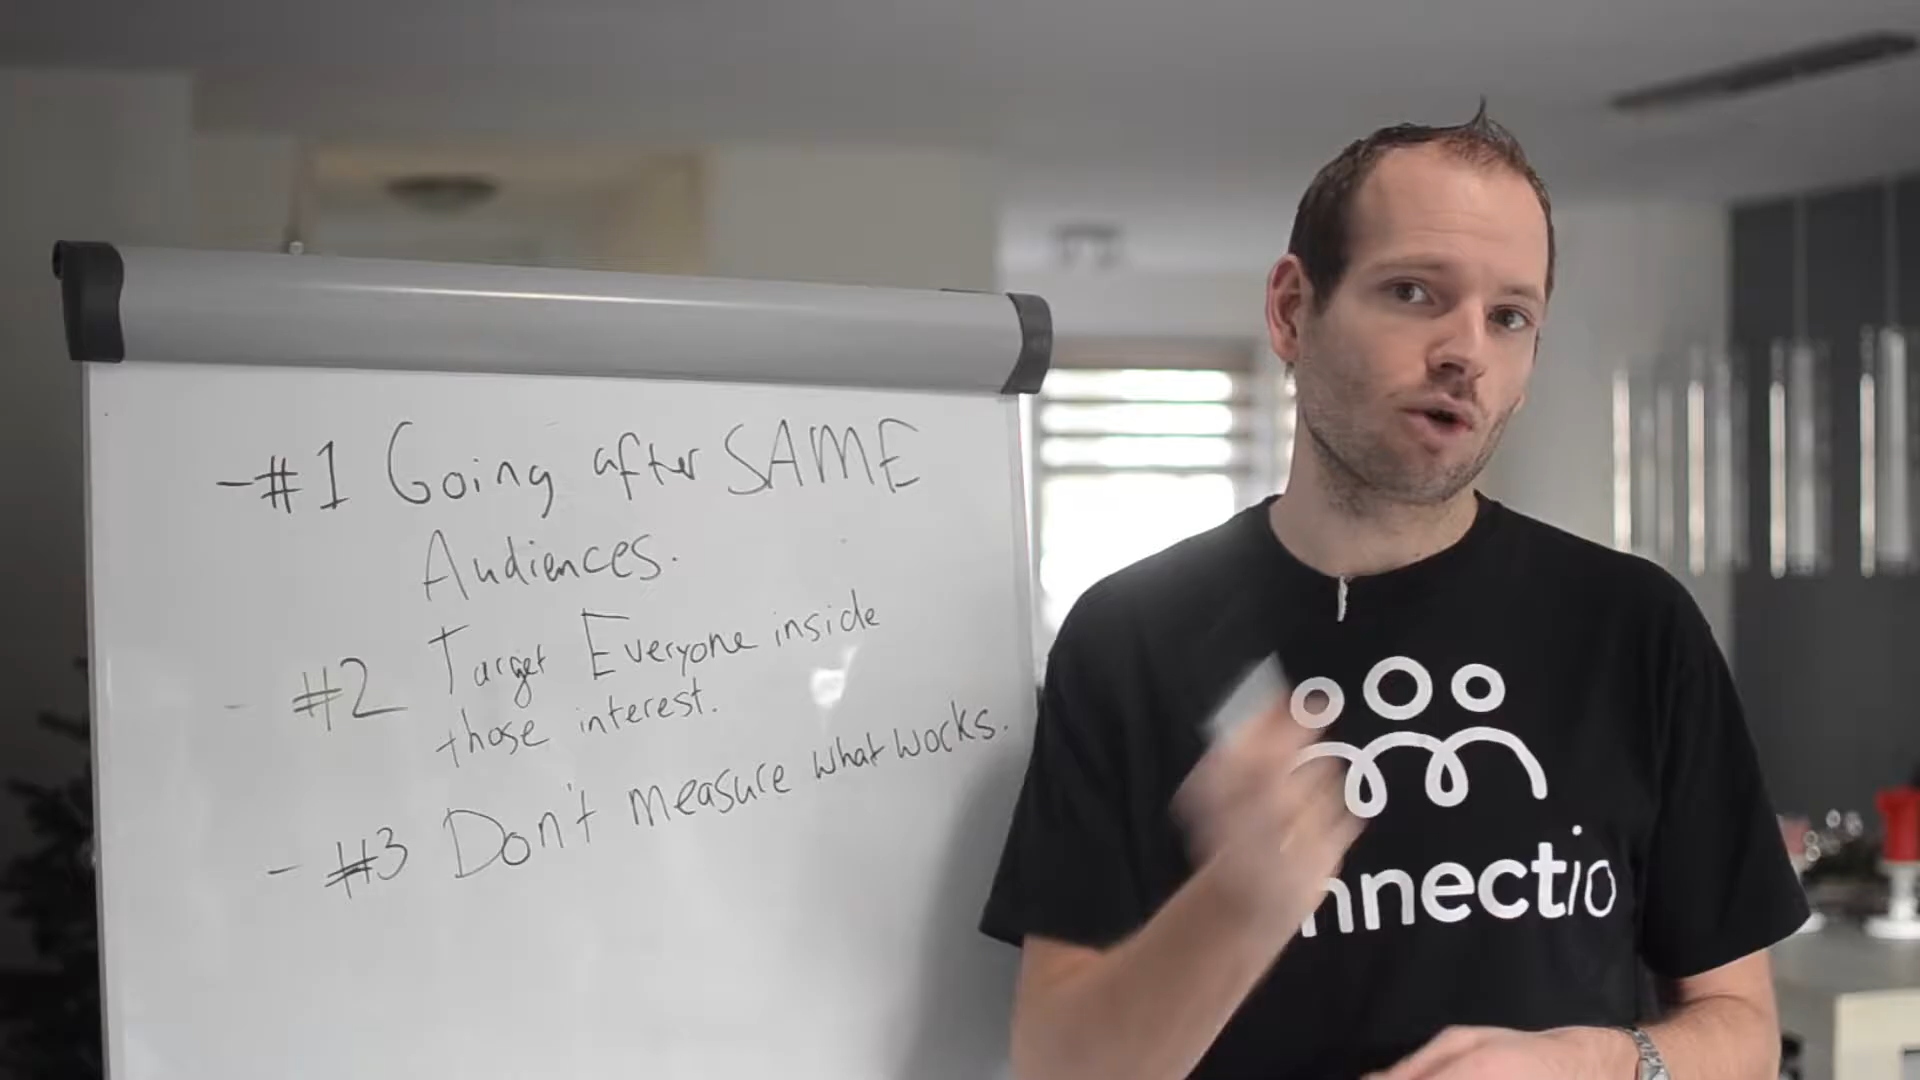 -#1 Going after SAME
Audiences.
- #2 Target Everyone inside
those interest.
- #3 Don't measure what works.
nnectio